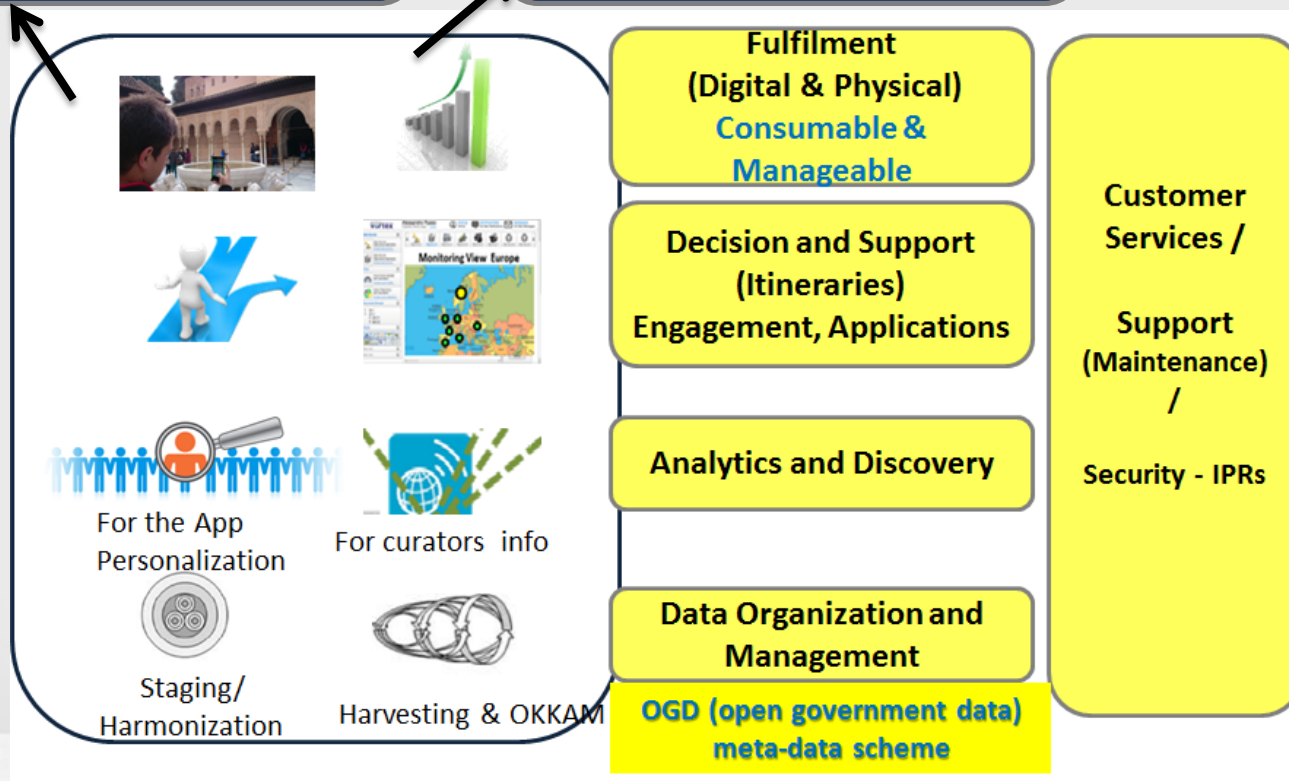 Fulfilment
(Digital & Physical)
Consumable &
Manageable
Decision and Support
(Itineraries)
Engagement, Applications
Analytics and Discovery
Data Organization and
Management
OGD (open government data)
meta-data scheme
Customer
Services /
Support
(Maintenance)
/
Security - IPRs
Monitoring View Europe
For the App
Personalization
For curators info
Staging/
Harmonization
Harvesting & OKKAM